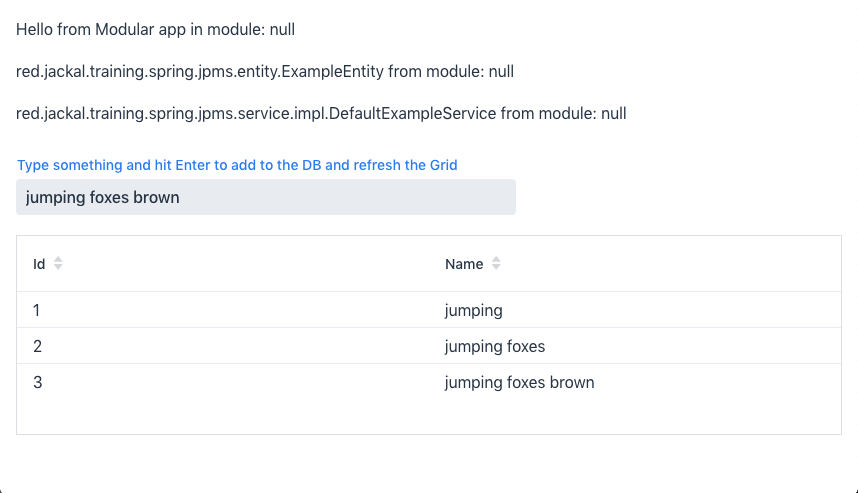 Hello from Modular app in module: null
red.jackal.training.spring.jpms.entity.ExampleEntity from module: null
red.jackal.training.spring.jpms.service.impl.DefaultExampleService from module: null
Type something and hit Enter to add to the DB and refresh the Grid
jumping foxes brown
Id Name
1 jumping
2 jumping foxes
3 jumping foxes brown